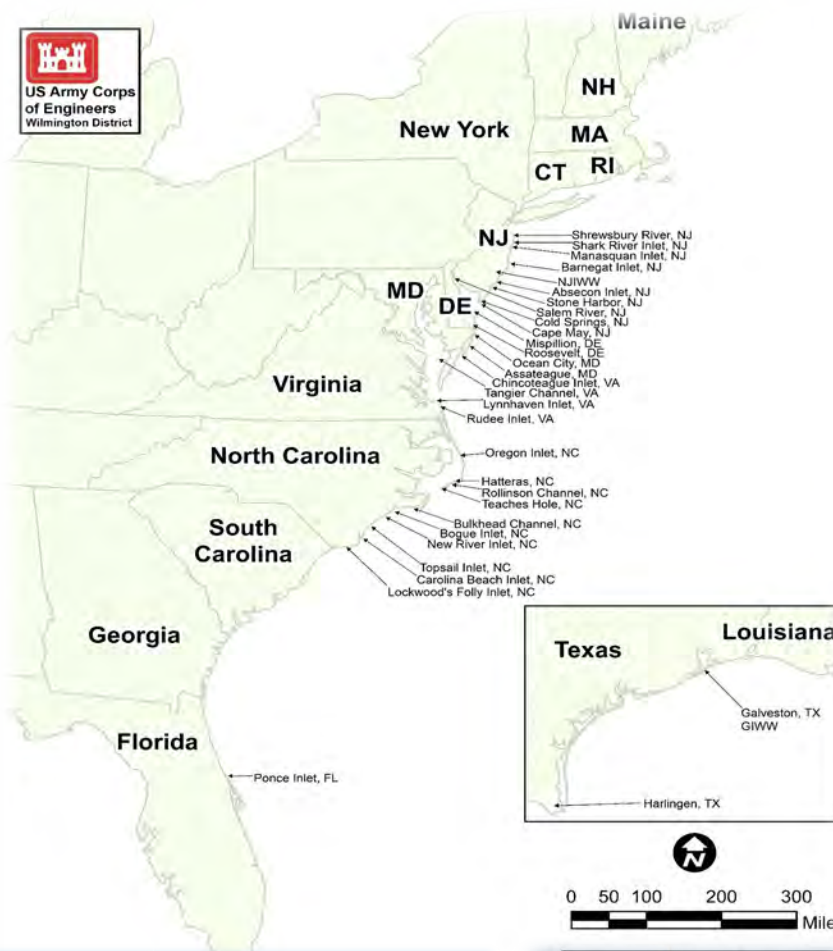 Maine
US Army Corps
of Engineers
Wilmington District
NH
New York
MA
CT
RI
NJ
Shrewsbury River, NJ
Shark River Inlet, NJ
Manasquan Inlet, NJ
Barnegat Inlet, NJ
NJIWW
Absecon Inlet, NJ
Stone Harbor, NJ
Salem River, NJ
Cold Springs, NJ
Cape May, NJ
Mispillion, DE
Roosevelt, DE
Ocean City, MD
Assateague, MD
Chincoteague Inlet, VA
Tangier Channel, VA
Lynnhaven Inlet, VA
Rudee Inlet, VA
MD
DE
Virginia
North Carolina
Oregon Inlet, NC
Hatteras, NC
Rollinson Channel, NC
Teaches Hole, NC
South
Carolina
Bulkhead Channel, NC
Bogue Inlet, NC
New River Inlet, NC
Topsail Inlet, NC
Carolina Beach Inlet, NC
Lockwood's Folly Inlet, NC
Georgia
Texas
Louisiana
Galveston, TX
GIWW
Harlingen, TX
Florida
Ponce Inlet, FL
N
0 50 100 200 300
Mile